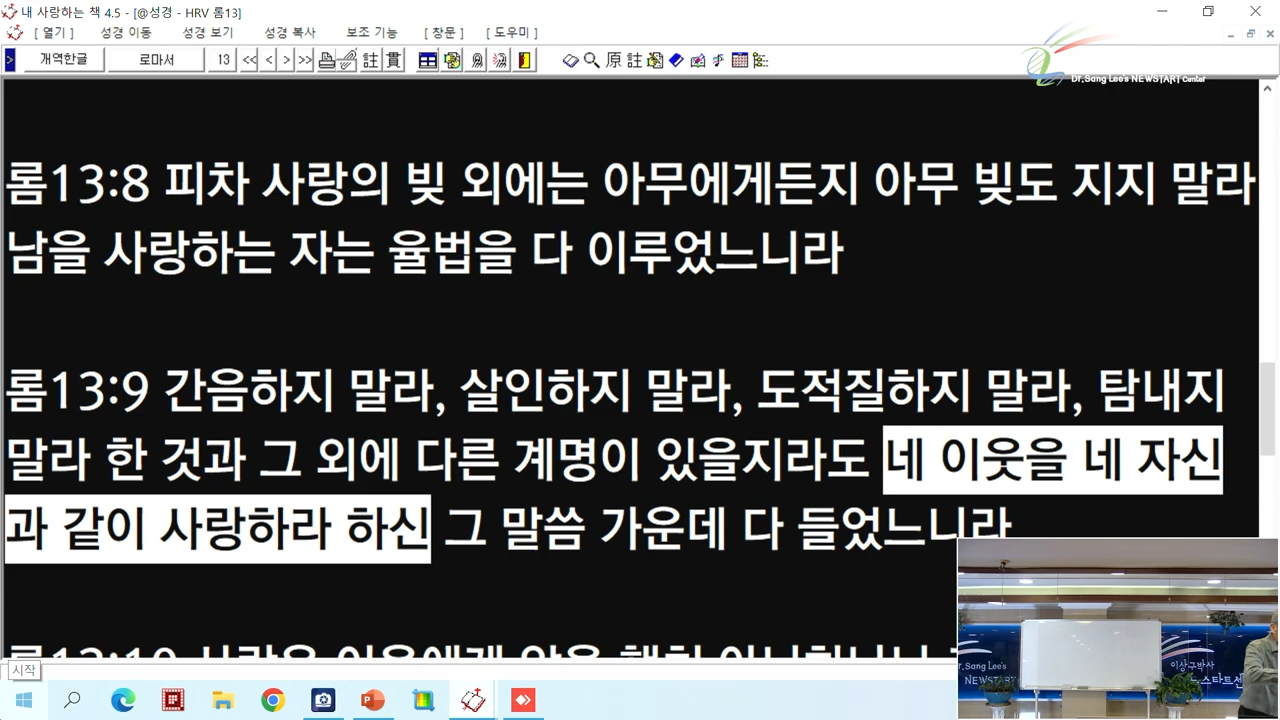 내 사랑하는 책 4.5 - [@성경 - HRV 롬13]
[ 열기 ] 성경 이동 성경 보기 성경 복사 보조 기능 [ 창문 ] [ 도우미 ]
> 개역한글 로마서 13 << < > >> 註 貫 原 註
Dr.Sang Lee's NEWSTART Center
롬13:8 피차 사랑의 빚 외에는 아무에게든지 아무 빚도 지지 말라
남을 사랑하는 자는 율법을 다 이루었느니라
롬13:9 간음하지 말라, 살인하지 말라, 도적질하지 말라, 탐내지
말라 한 것과 그 외에 다른 계명이 있을지라도 네 이웃을 네 자신
과 같이 사랑하라 하신 그 말씀 가운데 다 들었느니라
시작
Dr.Sang Lee's
NEWSTART
이상구박사
뉴스타트센